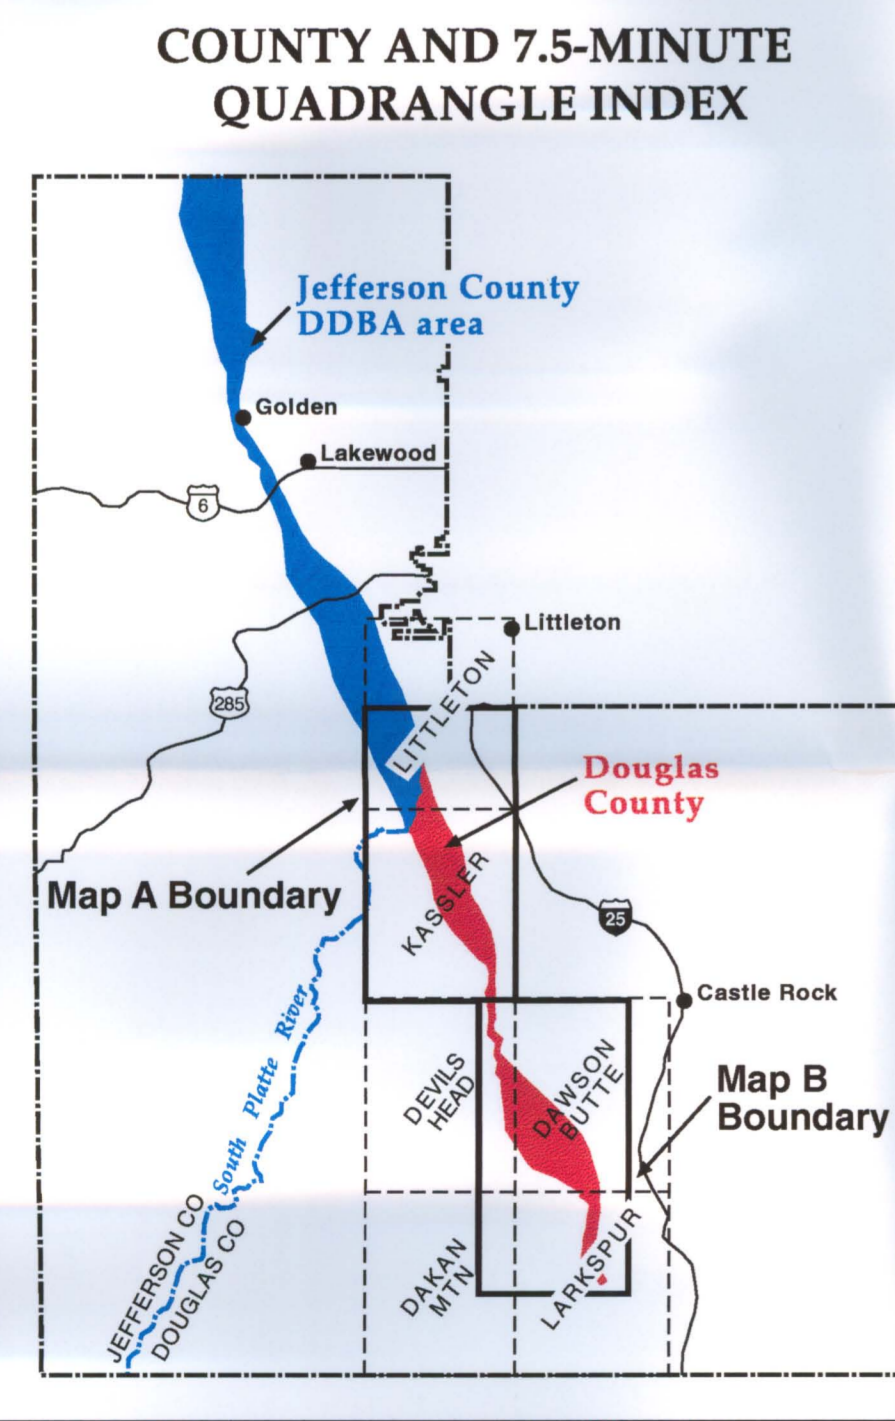 COUNTY AND 7.5-MINUTE
QUADRANGLE INDEX
Jefferson County
DDBA area
Golden
Lakewood
6
Littleton
LITTLETON
285
Douglas
County
Map A Boundary
KASSLER
25
Castle Rock
South Platte River
DEVILS
HEAD
DAWSON
BUTTE
Map B
Boundary
JEFFERSON CO
DOUGLAS CO
DAKAN
MTN
LARKSPUR